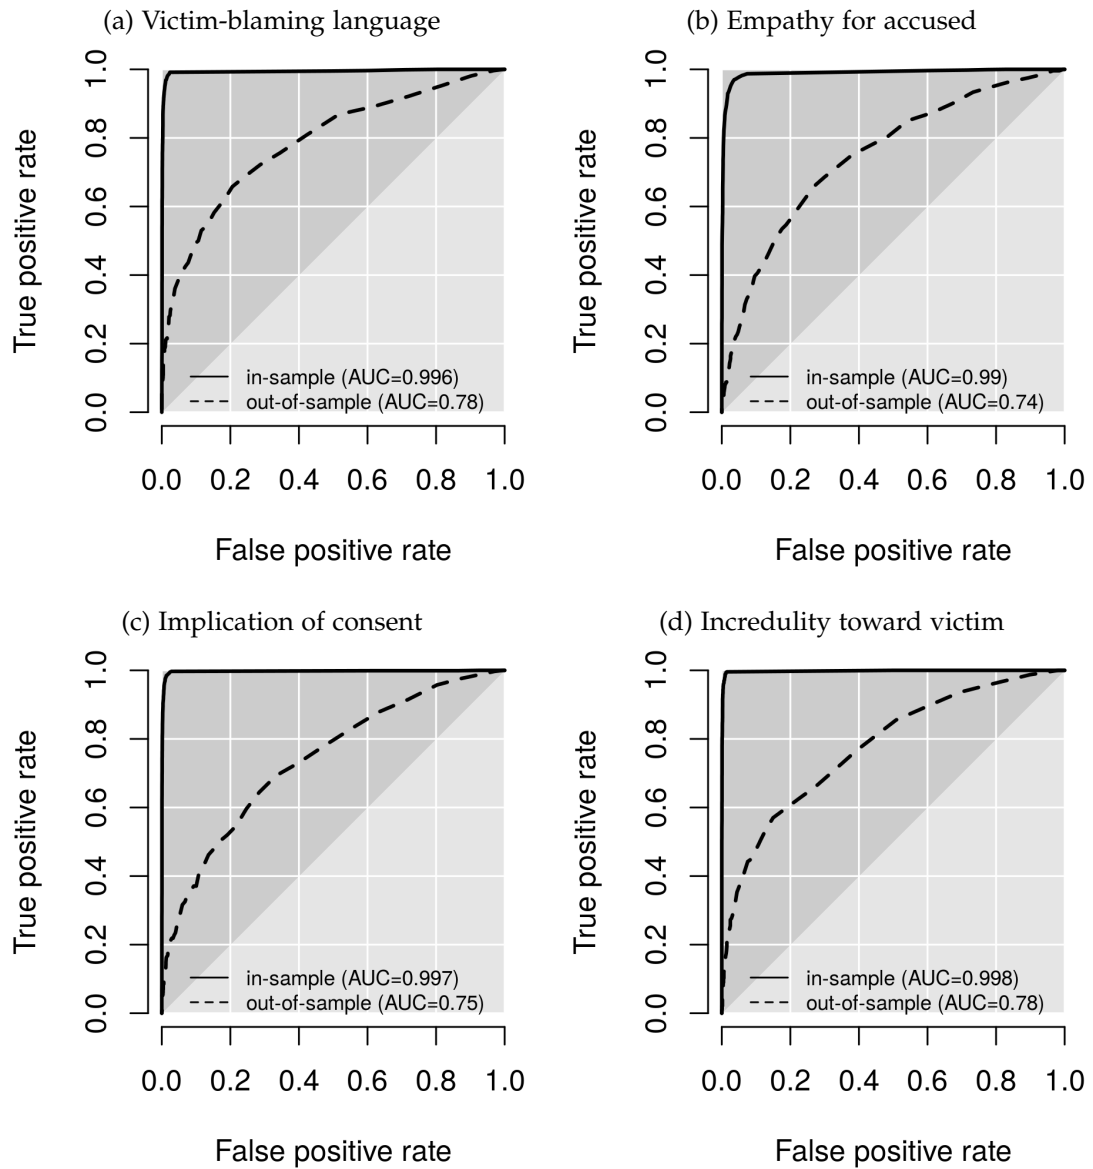 (a) Victim-blaming language
True positive rate
1.0
0.8
0.6
0.4
0.2
0.0
in-sample (AUC=0.996)
out-of-sample (AUC=0.78)
0.0 0.2 0.4 0.6 0.8 1.0
False positive rate
(b) Empathy for accused
True positive rate
1.0
0.8
0.6
0.4
0.2
0.0
in-sample (AUC=0.99)
out-of-sample (AUC=0.74)
0.0 0.2 0.4 0.6 0.8 1.0
False positive rate
(c) Implication of consent
True positive rate
1.0
0.8
0.6
0.4
0.2
0.0
in-sample (AUC=0.997)
out-of-sample (AUC=0.75)
0.0 0.2 0.4 0.6 0.8 1.0
False positive rate
(d) Incredulity toward victim
True positive rate
1.0
0.8
0.6
0.4
0.2
0.0
in-sample (AUC=0.998)
out-of-sample (AUC=0.78)
0.0 0.2 0.4 0.6 0.8 1.0
False positive rate